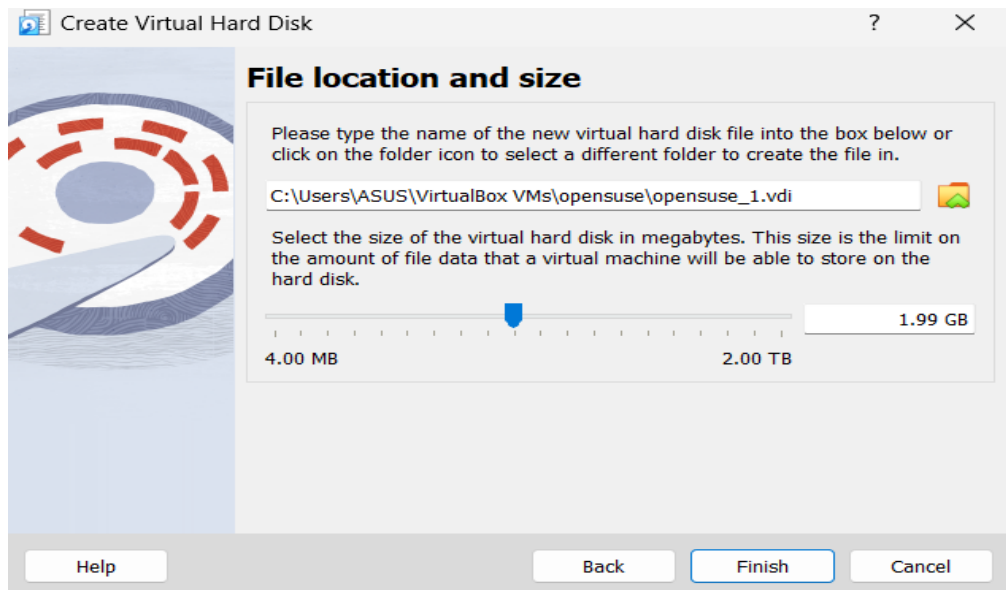 Create Virtual Hard Disk
?
File location and size
Please type the name of the new virtual hard disk file into the box below or
click on the folder icon to select a different folder to create the file in.
C:\Users\ASUS\VirtualBox VMs\opensuse\opensuse_1.vdi
Select the size of the virtual hard disk in megabytes. This size is the limit on
the amount of file data that a virtual machine will be able to store on the
hard disk.
1.99 GB
4.00 MB
2.00 TB
Help
Back
Finish
Cancel